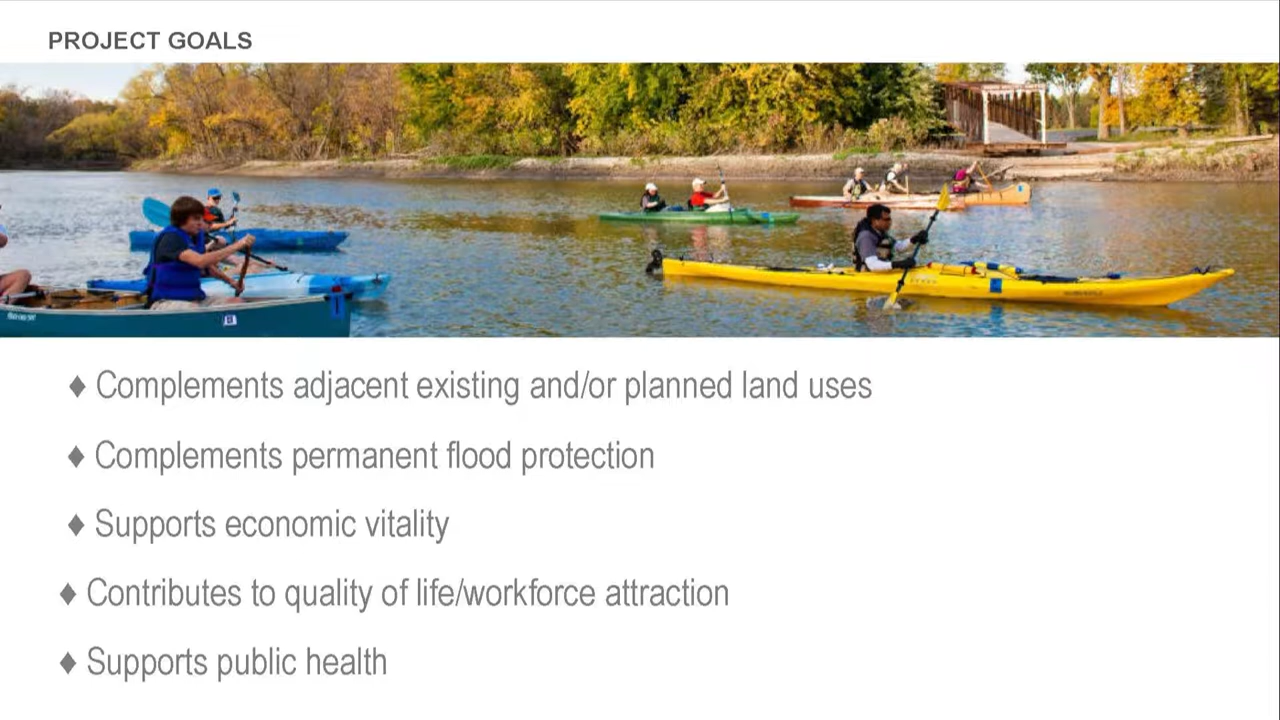 PROJECT GOALS
♦ Complements adjacent existing and/or planned land uses
♦ Complements permanent flood protection
♦ Supports economic vitality
♦ Contributes to quality of life/workforce attraction
♦ Supports public health